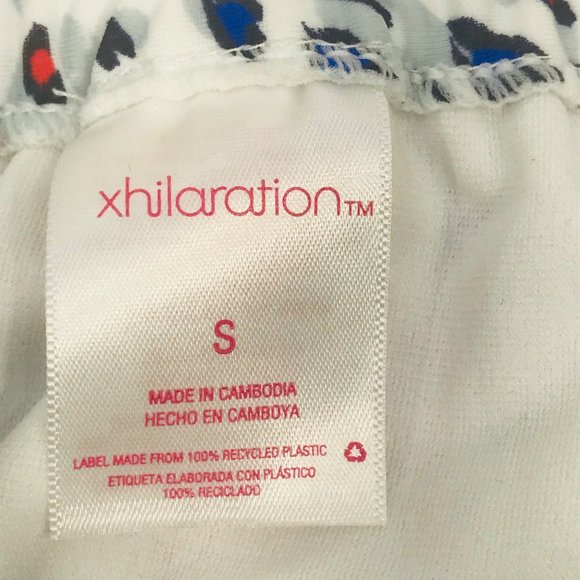 xhilaration™
S
MADE IN CAMBODIA
HECHO EN CAMBOYA
LABEL MADE FROM 100% RECYCLED PLASTIC
ETIQUETA ELABORADA CON PLÁSTICO
100% RECICLADO